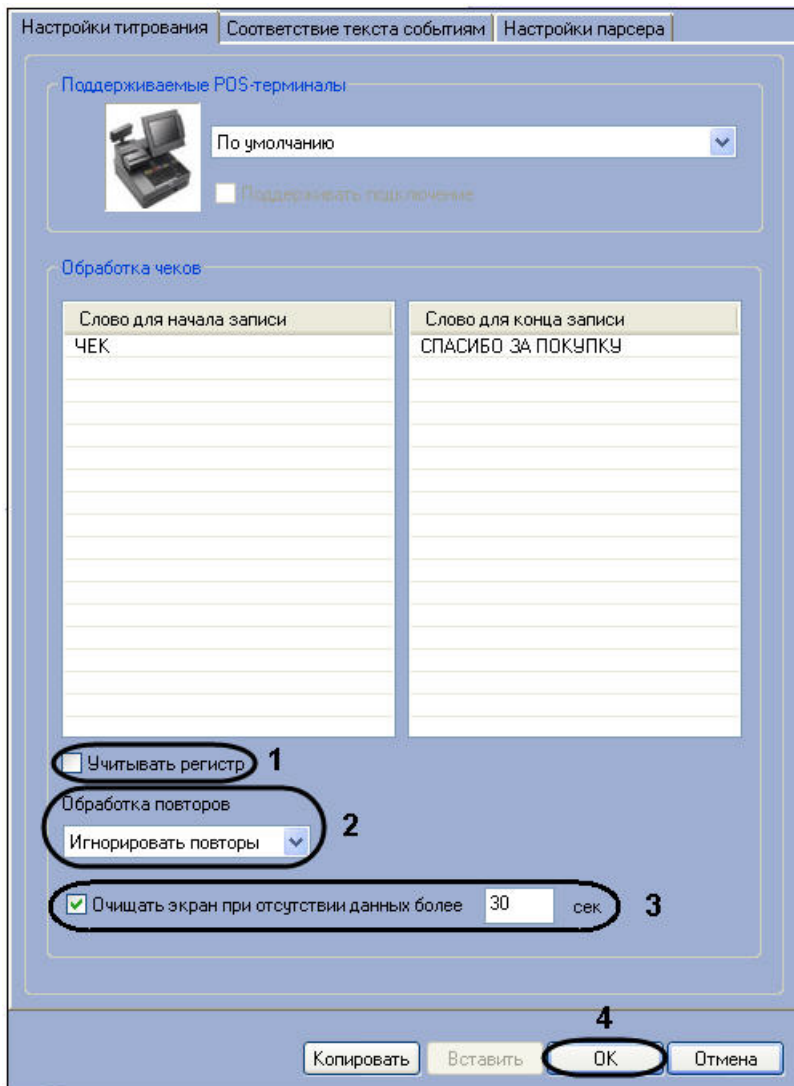 Настройки титрования Соответствие текста событиям Настройки парсера
Поддерживаемые POS-терминалы
По умолчанию
Поддерживать подключение
Обработка чеков
Слово для начала записи Слово для конца записи
ЧЕК СПАСИБО ЗА ПОКУПКУ
Учитывать регистр 1
Обработка повторов
2
Игнорировать повторы
Очищать экран при отсутствии данных более 30 сек 3
4
Копировать Вставить OK Отмена